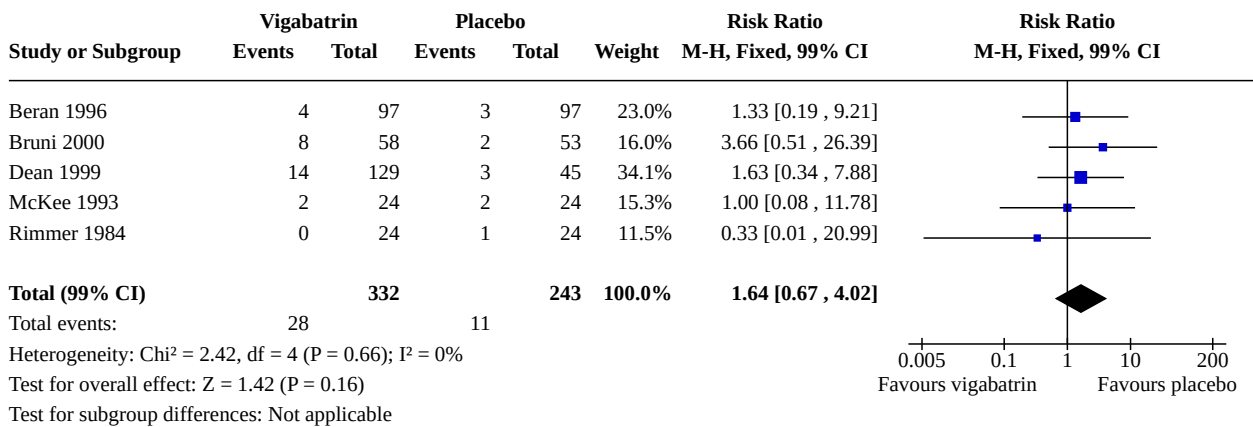 Vigabatrin Placebo Risk Ratio Risk Ratio
Study or Subgroup Events Total Events Total Weight M-H, Fixed, 99% CI M-H, Fixed, 99% CI
Beran 1996 4 97 3 97 23.0% 1.33 [0.19 , 9.21]
Bruni 2000 8 58 2 53 16.0% 3.66 [0.51 , 26.39]
Dean 1999 14 129 3 45 34.1% 1.63 [0.34 , 7.88]
McKee 1993 2 24 2 24 15.3% 1.00 [0.08 , 11.78]
Rimmer 1984 0 24 1 24 11.5% 0.33 [0.01 , 20.99]
Total (99% CI) 332 243 100.0% 1.64 [0.67 , 4.02]
Total events: 28 11
Heterogeneity: Chi² = 2.42, df = 4 (P = 0.66); I² = 0%
0.005 0.1 1 10 200
Test for overall effect: Z = 1.42 (P = 0.16)
Favours vigabatrin Favours placebo
Test for subgroup differences: Not applicable